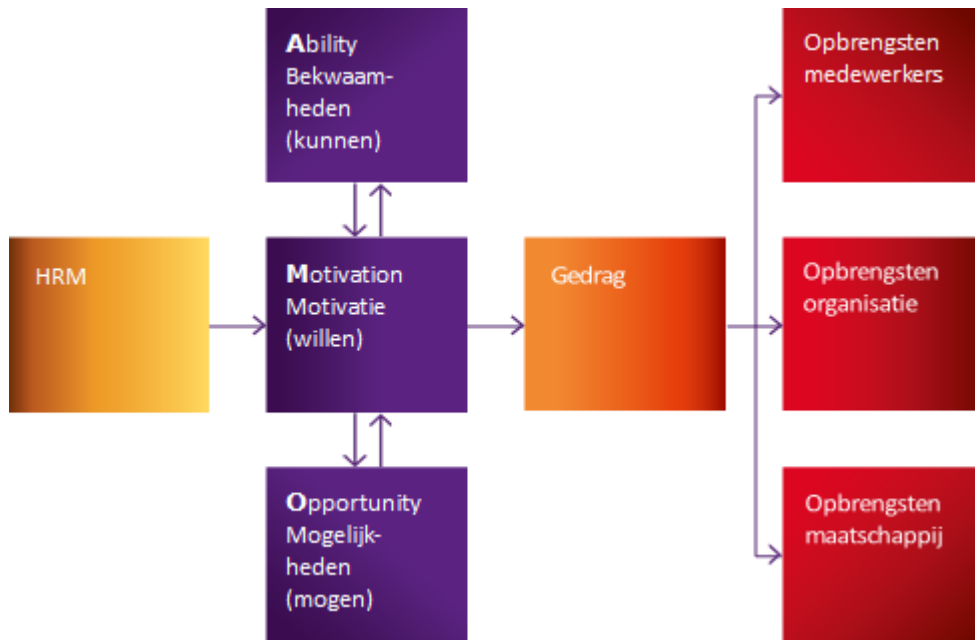 HRM
Ability
Bekwaam-
heden
(kunnen)
Motivation
Motivatie
(willen)
Opportunity
Mogelijk-
heden
(mogen)
Gedrag
Opbrengsten
medewerkers
Opbrengsten
organisatie
Opbrengsten
maatschappij